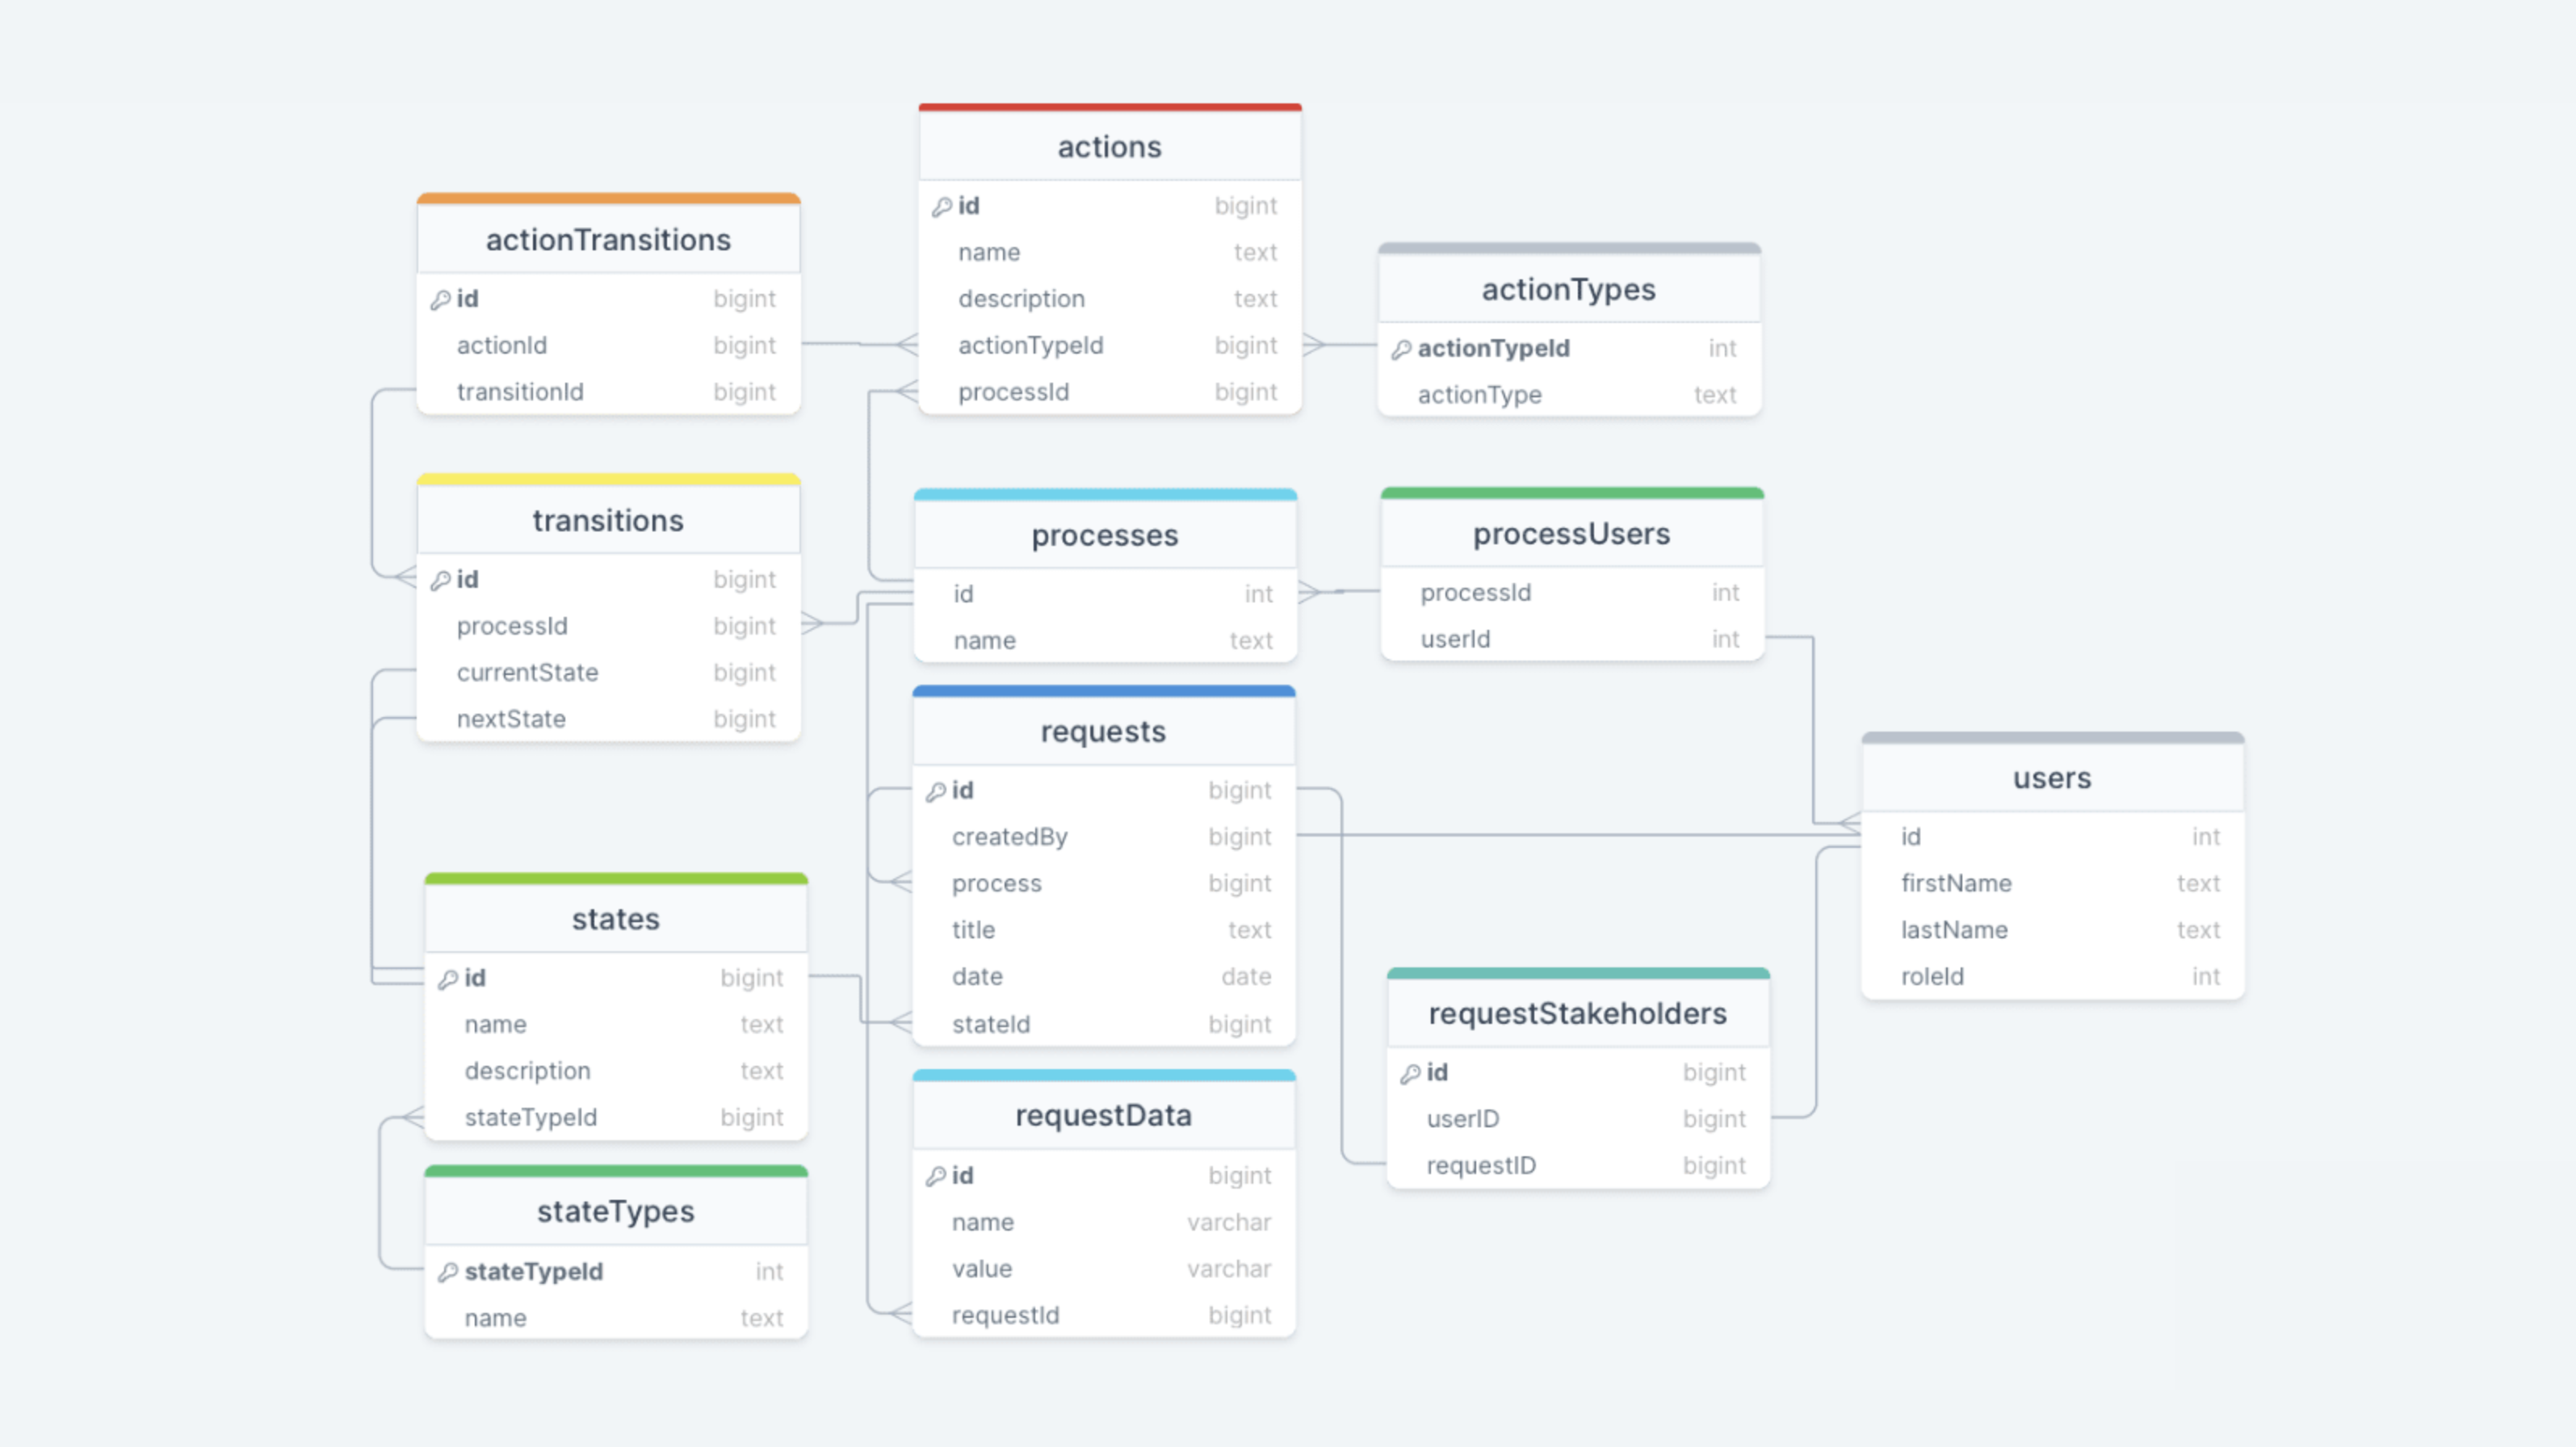 actions
id bigint
name text
description text
actionTypeId bigint
processId bigint
actionTransitions
id bigint
actionId bigint
transitionId bigint
actionTypes
actionTypeId int
actionType text
transitions
id bigint
processId bigint
currentState bigint
nextState bigint
processes
id int
name text
processUsers
processId int
userId int
requests
id bigint
createdBy bigint
process bigint
title text
date date
stateId bigint
users
id int
firstName text
lastName text
roleId int
states
id bigint
name text
description text
stateTypeId bigint
requestStakeholders
id bigint
userID bigint
requestID bigint
requestData
id bigint
name varchar
value varchar
requestId bigint
stateTypes
stateTypeId int
name text